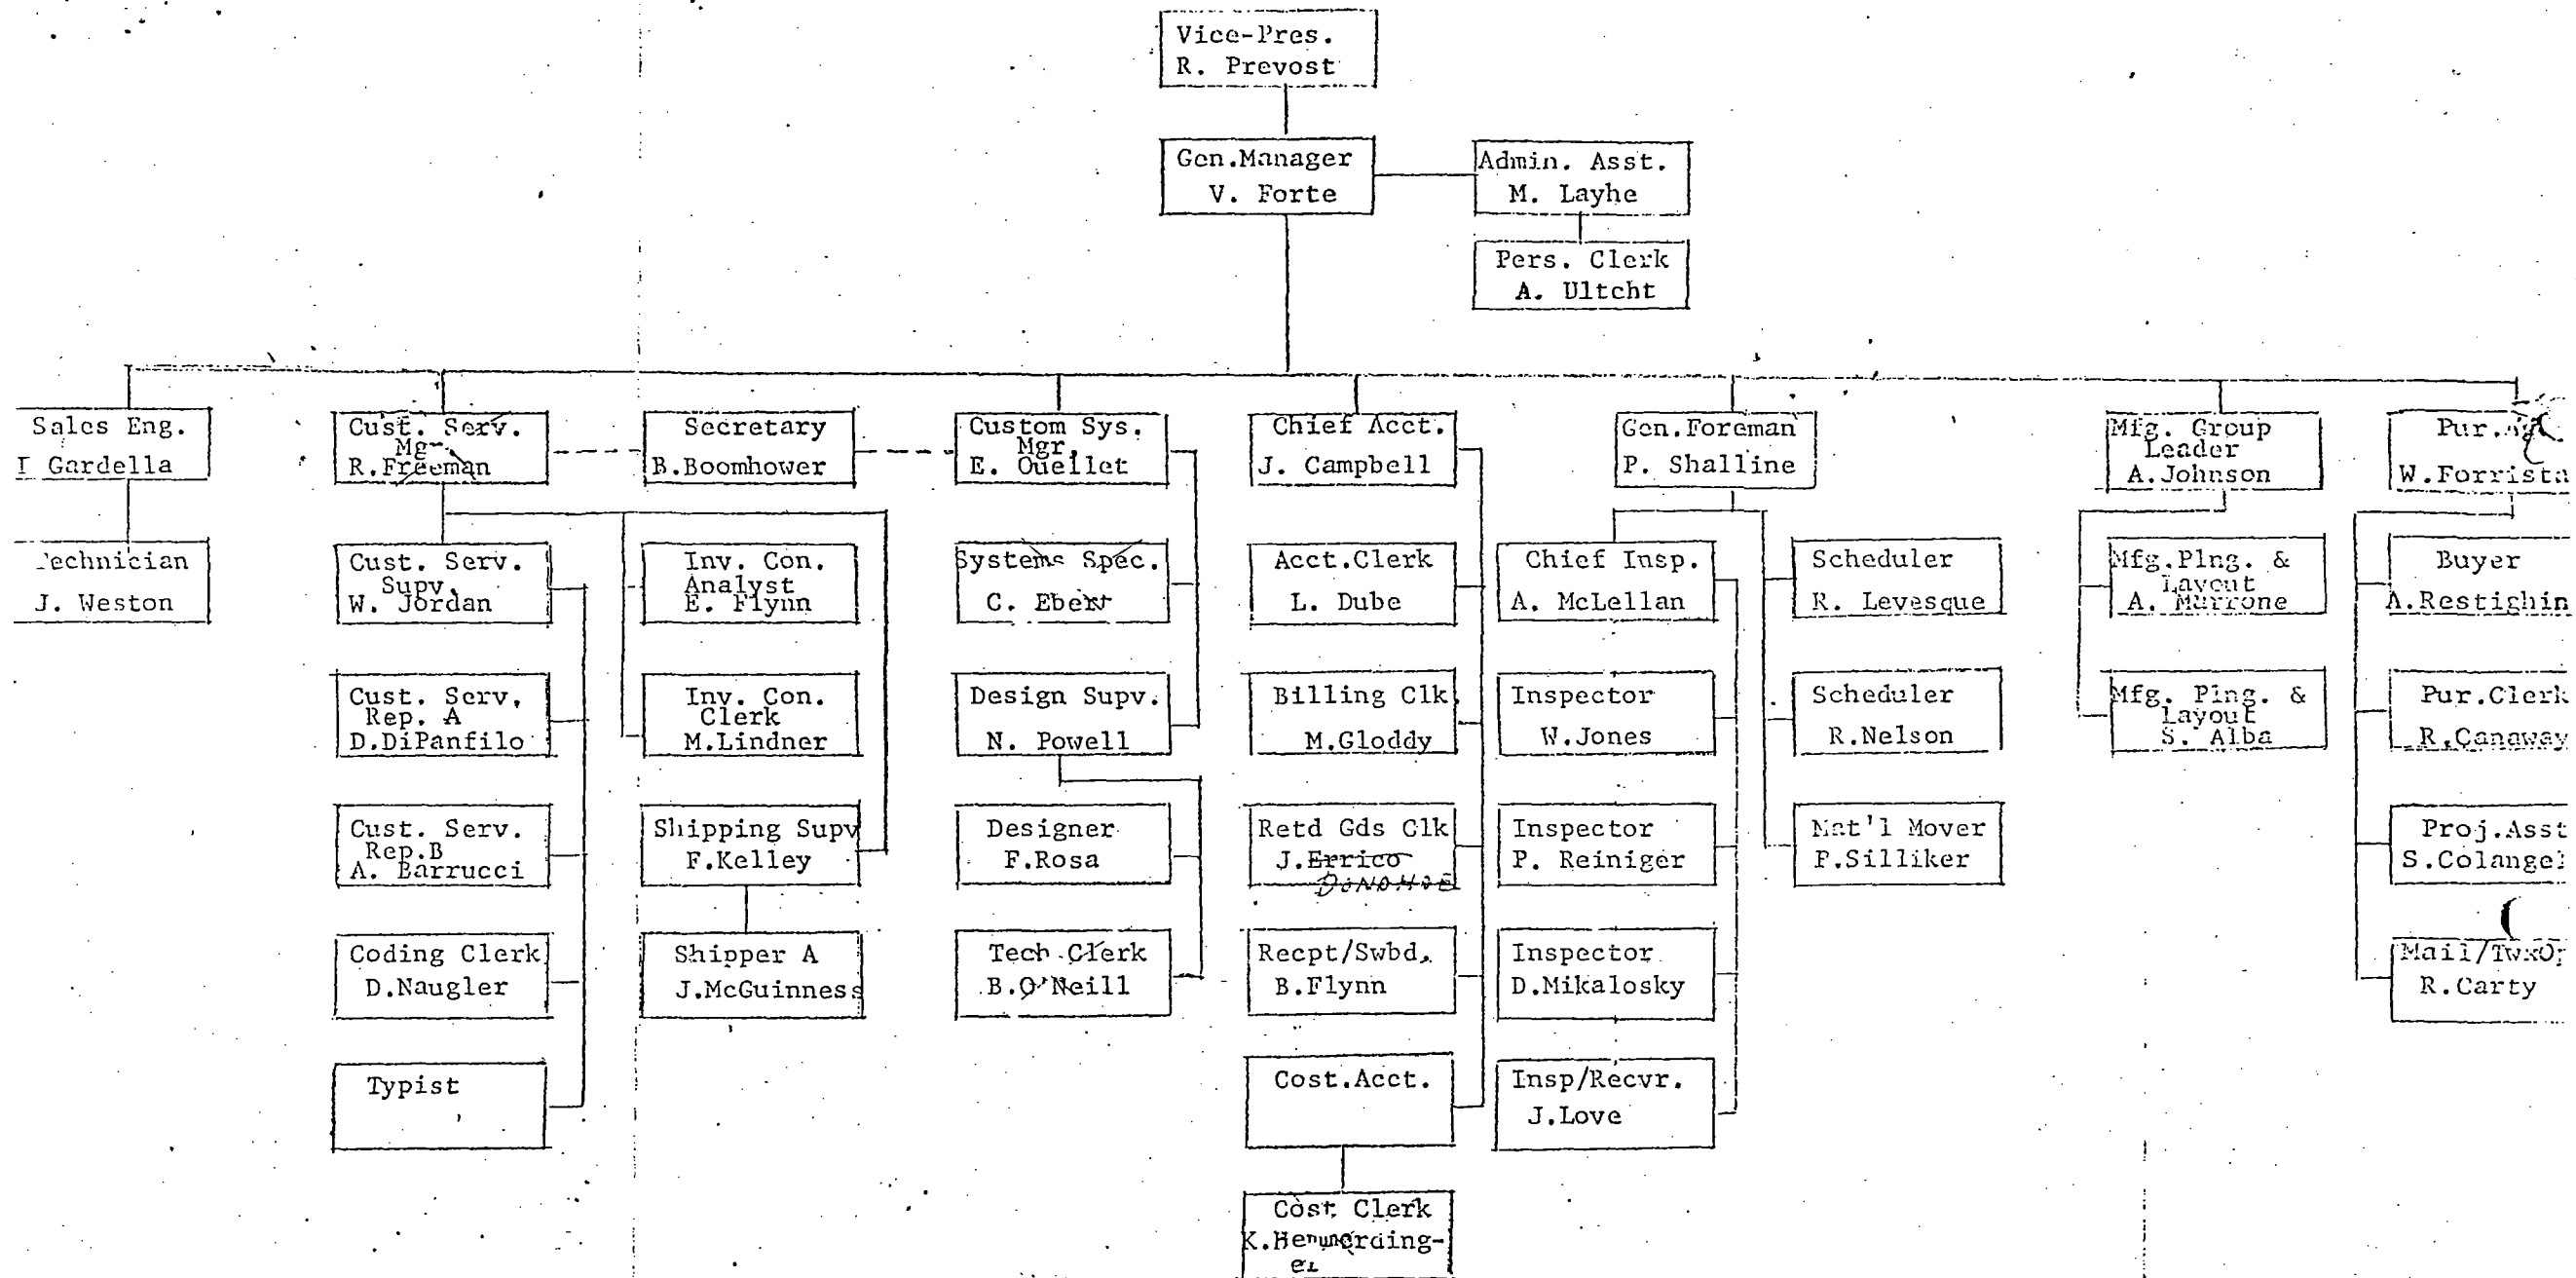 Vice-Pres.
R. Prevost
Gen.Manager
V. Forte
Admin. Asst.
M. Layhe
Pers. Clerk
A. Ultcht
Sales Eng.
Gardella
Technician
J. Weston
Cust. Serv.
Mgr.
R.Freeman
Secretary
B.Boomhower
Custom Sys.
Mgr.
E. Ouellet
Chief Acct.
J. Campbell
Gen.Foreman
P. Shalline
Mfg. Group
Leader
A.Johnson
Pur.
W.Forrista
Cust. Serv.
Supv.
W. Jordan
Inv. Con.
Analyst
E. Flynn
Systems Spec.
C. Ebert
Acct.Clerk
L. Dube
Chief Insp.
A. McLellan
Scheduler
R. Levesque
Mfg.Plng. &
Layout
A. Marrone
Buyer
A.Restighin
Cust. Serv.
Rep. A
D.DiPanfilo
Inv. Con.
Clerk
M.Lindner
Design Supv.
N. Powell
Billing Clk.
M.Gloddy
Inspector
W.Jones
Scheduler
R.Nelson
Mfg. Plng. &
Layout
S. Alba
Pur.Clerk
R.Canaway
Cust. Serv.
Rep.B
A. Barrucci
Shipping Supv
F.Kelley
Designer
F.Rosa
Retd Gds Clk
J.Errico
DONOHOE
Inspector
P. Reiniger
Mat'l Mover
F.Silliker
Proj.Asst
S.Colangel
Coding Clerk
D.Naugler
Shipper A
J.McGuinness
Tech Clerk
B.O'Neill
Recpt/Swbd.
B.Flynn
Inspector
D.Mikalosky
Mail/TwxOp
R.Carty
Typist
Cost.Acct.
Insp/Recvr.
J.Love
Cost Clerk